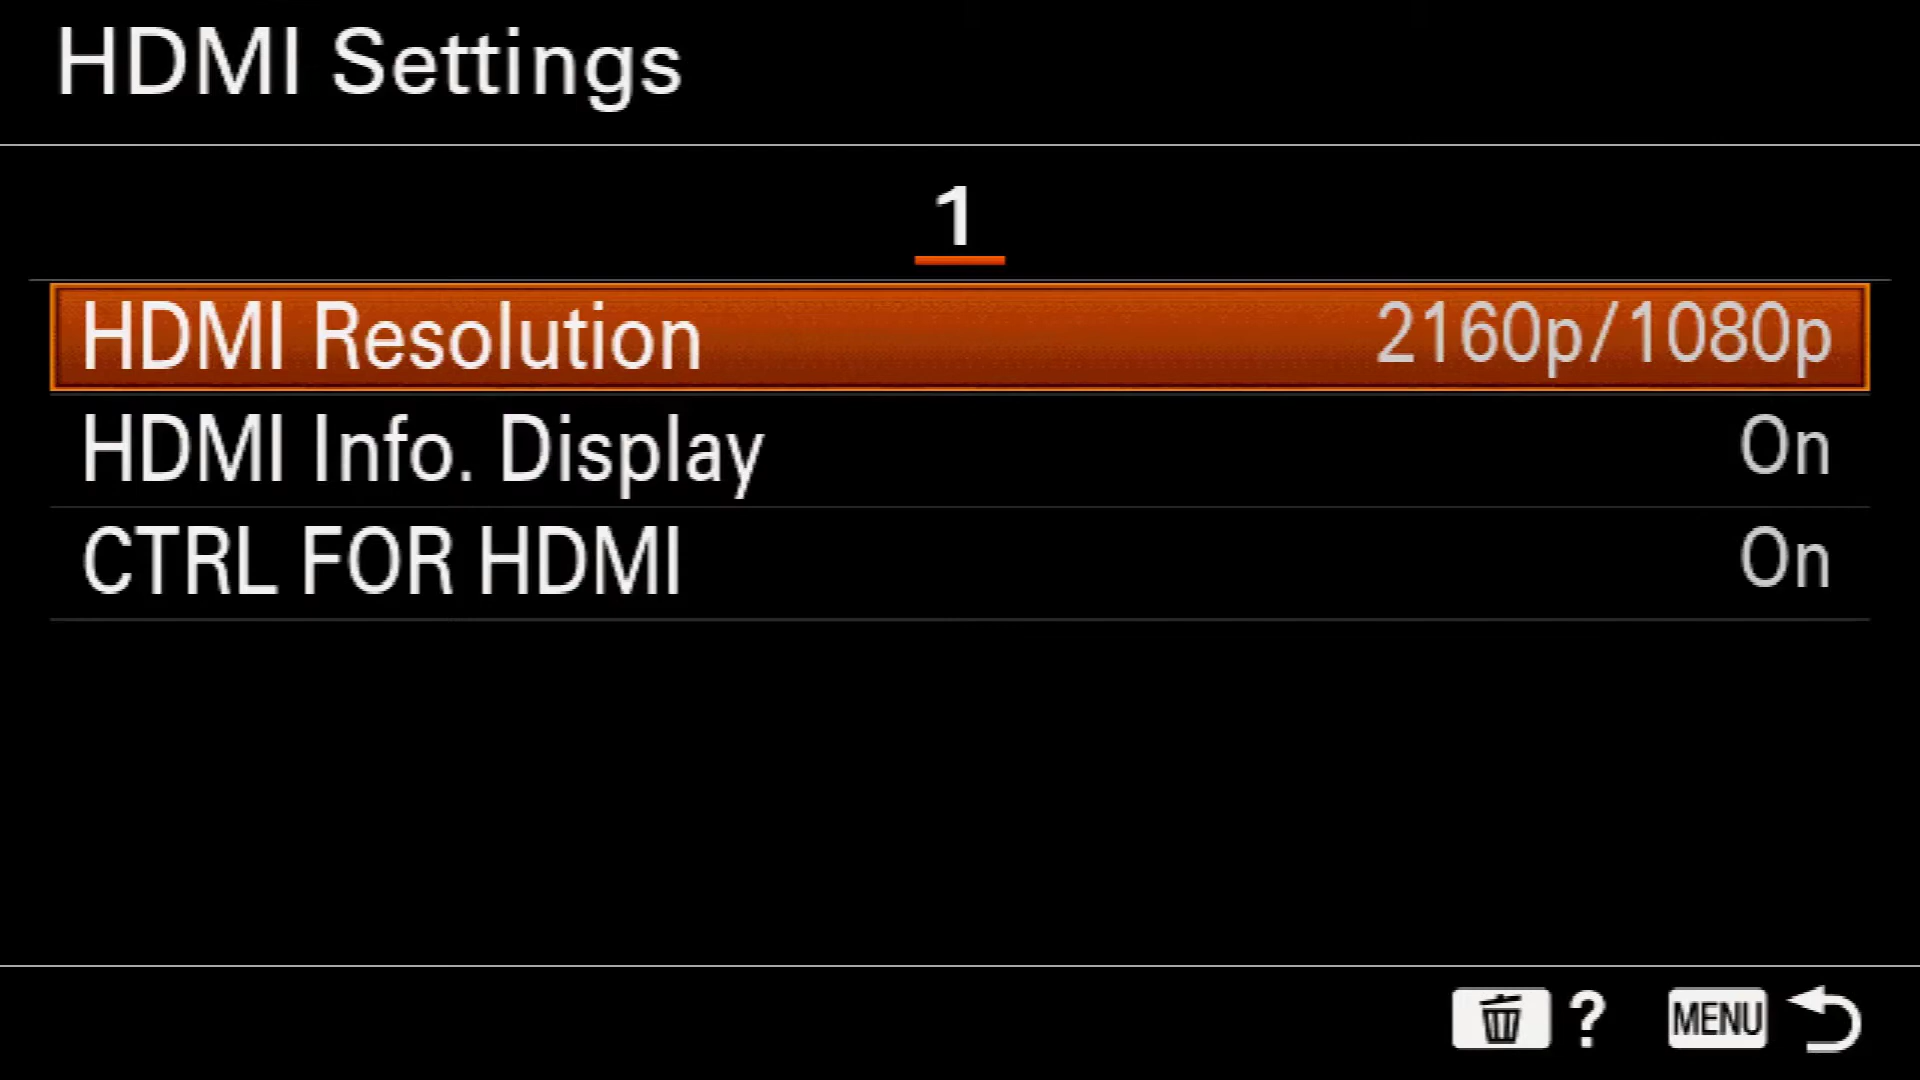 HDMI Settings
1
HDMI Resolution 2160p/1080p
HDMI Info. Display On
CTRL FOR HDMI On
? MENU